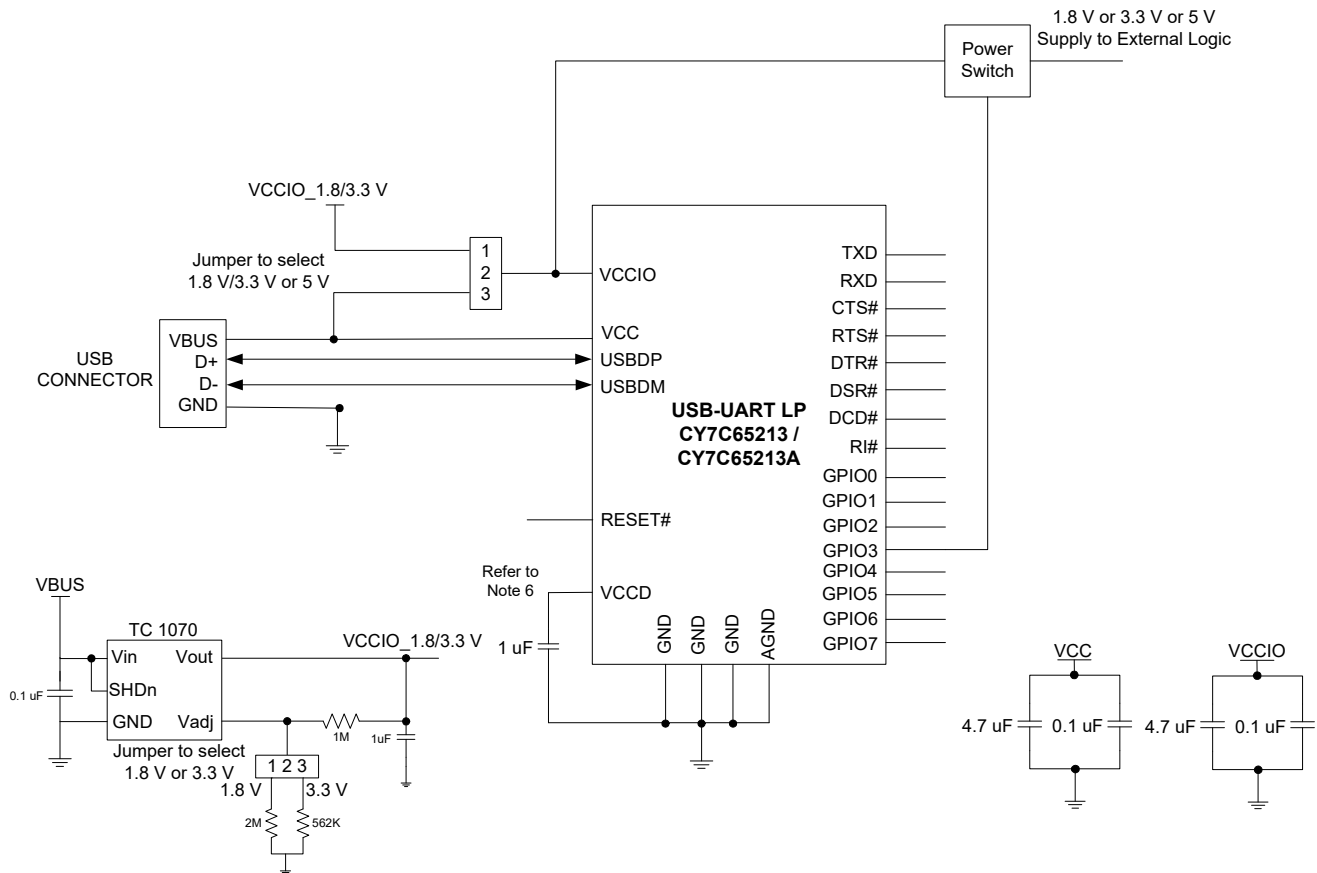 1.8 V or 3.3 V or 5 V
Supply to External Logic
Power
Switch
VCCIO_1.8/3.3 V
Jumper to select
1.8 V/3.3 V or 5 V
1
2
3
USB
CONNECTOR
VBUS
D+
D-
GND
VCCIO
VCC
USBDP
USBDM
RESET#
VCCD
USB-UART LP
CY7C65213 /
CY7C65213A
TXD
RXD
CTS#
RTS#
DTR#
DSR#
DCD#
RI#
GPIO0
GPIO1
GPIO2
GPIO3
GPIO4
GPIO5
GPIO6
GPIO7
GND
GND
GND
AGND
Refer to
Note 6
1 uF
VBUS
TC 1070
Vin
Vout
SHDn
GND
Vadj
0.1 uF
VCCIO_1.8/3.3 V
1M
1uF
Jumper to select
1.8 V or 3.3 V
1 2 3
1.8 V
3.3 V
2M
562K
VCC
4.7 uF
0.1 uF
VCCIO
4.7 uF
0.1 uF